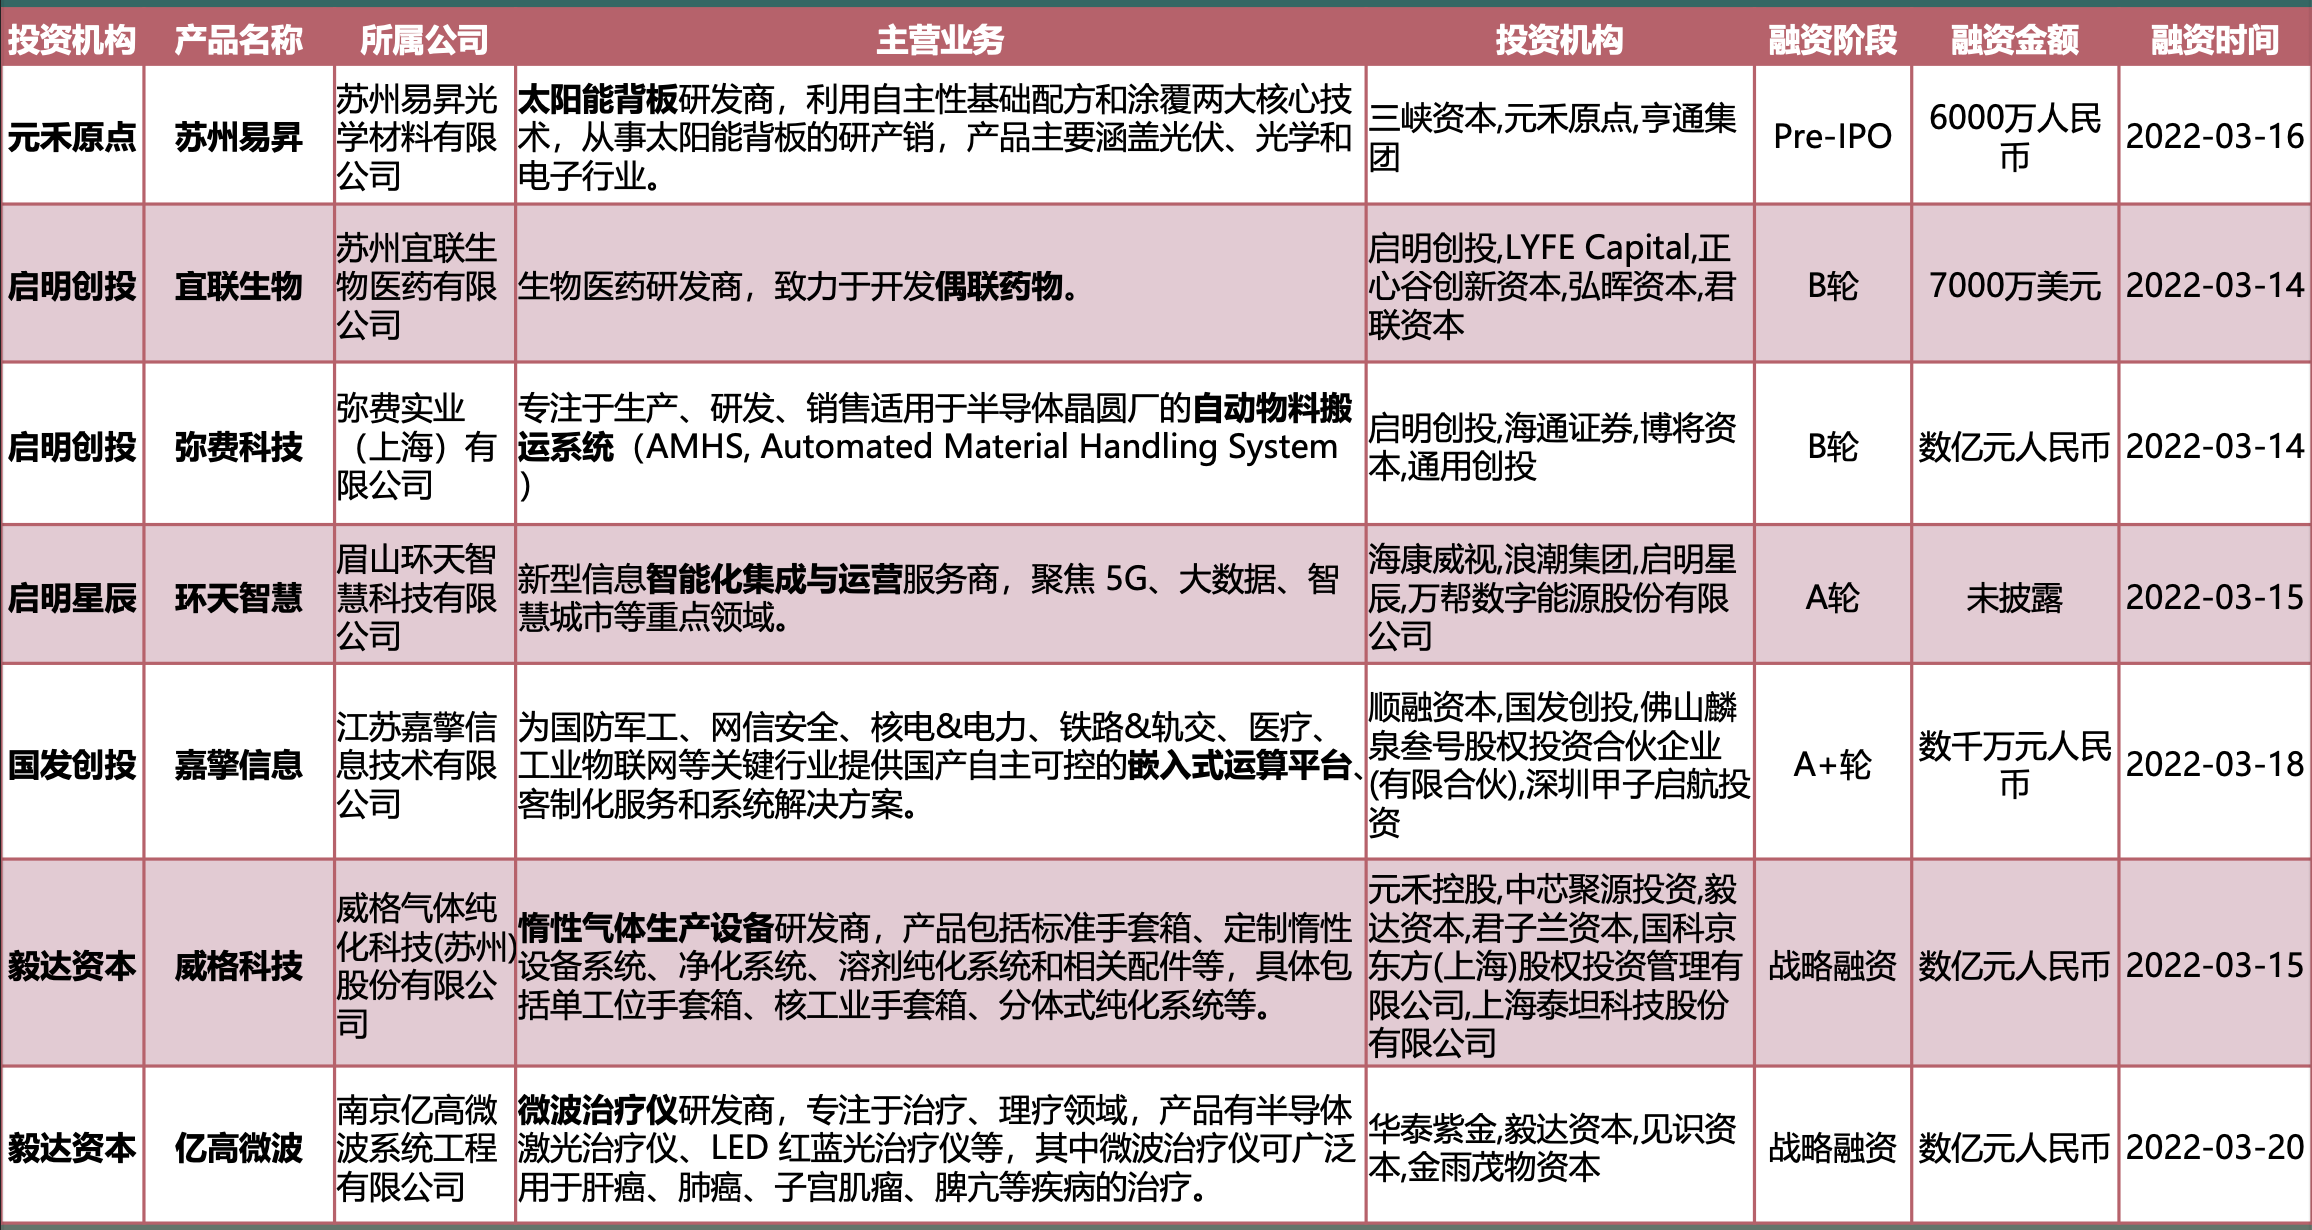 投资机构 产品名称 所属公司 主营业务 投资机构 融资阶段 融资金额 融资时间
元禾原点
苏州易昇
苏州易昇光
学材料有限
公司
太阳能背板研发商，利用自主性基础配方和涂覆两大核心技
术，从事太阳能背板的研产销，产品主要涵盖光伏、光学和
电子行业。
三峡资本,元禾原点,亨通集
团
Pre-IPO
6000万人民
币
2022-03-16
启明创投
宜联生物
苏州宜联生
物医药有限
公司
生物医药研发商，致力于开发偶联药物。
启明创投,LYFE Capital,正
心谷创新资本,弘晖资本,君
联资本
B轮
7000万美元
2022-03-14
启明创投
弥费科技
弥费实业
（上海）有
限公司
专注于生产、研发、销售适用于半导体晶圆厂的自动物料搬
运系统（AMHS, Automated Material Handling System
）
启明创投,海通证券,博将资
本,通用创投
B轮
数亿元人民币
2022-03-14
启明星辰
环天智慧
眉山环天智
慧科技有限
公司
新型信息智能化集成与运营服务商，聚焦 5G、大数据、智
慧城市等重点领域。
海康威视,浪潮集团,启明星
辰,万帮数字能源股份有限
公司
A轮
未披露
2022-03-15
国发创投
嘉擎信息
江苏嘉擎信
息技术有限
公司
为国防军工、网信安全、核电&电力、铁路&轨交、医疗、
工业物联网等关键行业提供国产自主可控的嵌入式运算平台、
客制化服务和系统解决方案。
顺融资本,国发创投,佛山麟
泉叁号股权投资合伙企业
(有限合伙),深圳甲子启航投
资
A+轮
数千万元人民
币
2022-03-18
毅达资本
威格科技
威格气体纯
化科技(苏州)
股份有限公
司
惰性气体生产设备研发商，产品包括标准手套箱、定制惰性
设备系统、净化系统、溶剂纯化系统和相关配件等，具体包
括单工位手套箱、核工业手套箱、分体式纯化系统等。
元禾控股,中芯聚源投资,毅
达资本,君子兰资本,国科京
东方(上海)股权投资管理有
限公司,上海泰坦科技股份
有限公司
战略融资
数亿元人民币
2022-03-15
毅达资本
亿高微波
南京亿高微
波系统工程
有限公司
微波治疗仪研发商，专注于治疗、理疗领域，产品有半导体
激光治疗仪、LED 红蓝光治疗仪等，其中微波治疗仪可广泛
用于肝癌、肺癌、子宫肌瘤、脾亢等疾病的治疗。
华泰紫金,毅达资本,见识资
本,金雨茂物资本
战略融资
数亿元人民币
2022-03-20